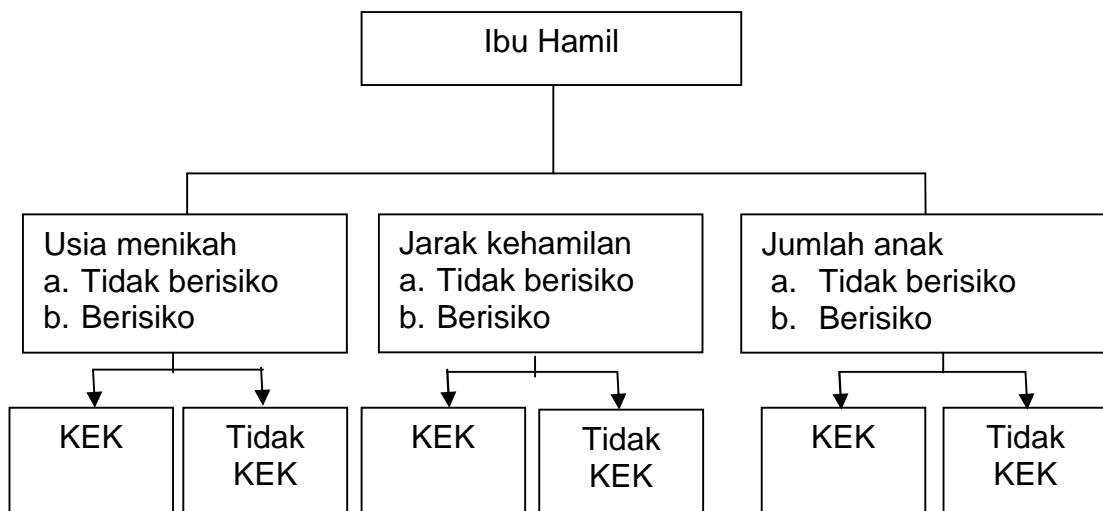 Ibu Hamil
Usia menikah
a. Tidak berisiko
b. Berisiko
Jarak kehamilan
a. Tidak berisiko
b. Berisiko
Jumlah anak
a. Tidak berisiko
b. Berisiko
KEK
Tidak
KEK
KEK
Tidak
KEK
KEK
Tidak
KEK